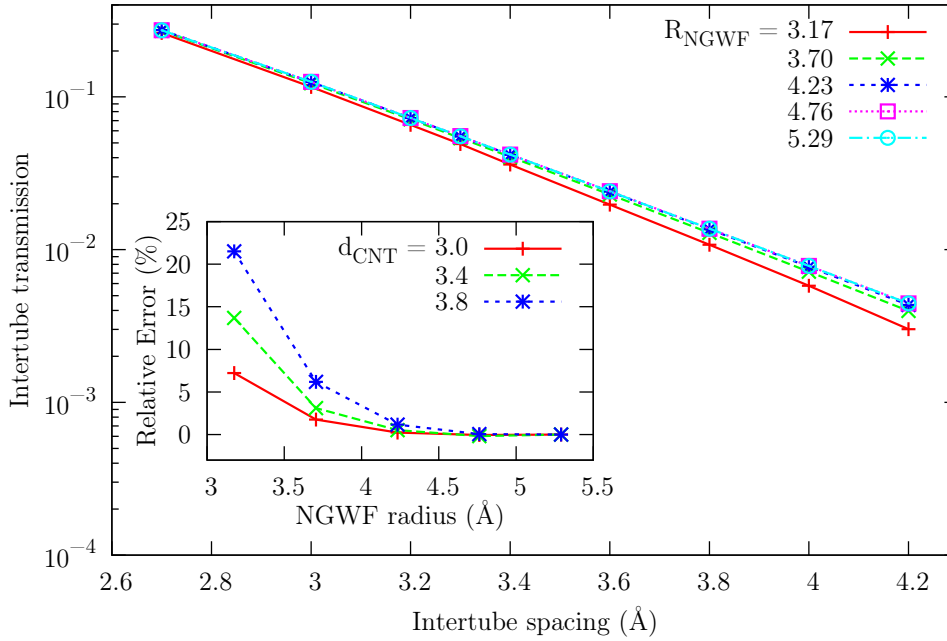 R_NGWF = 3.17
3.70
4.23
4.76
5.29
10^−1
10^−2
10^−3
10^−4
Intertube transmission
2.6 2.8 3 3.2 3.4 3.6 3.8 4 4.2
Intertube spacing (Å)
d_CNT = 3.0
3.4
3.8
25
20
15
10
5
0
Relative Error (%)
3 3.5 4 4.5 5 5.5
NGWF radius (Å)